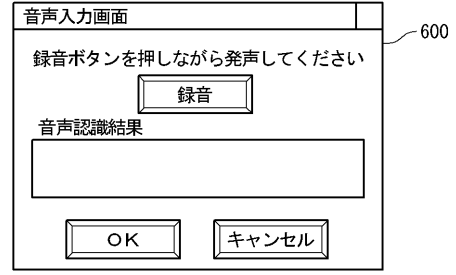 音声入力画面
600
録音ボタンを押しながら発声してください
録音
音声認識結果
OK
キャンセル